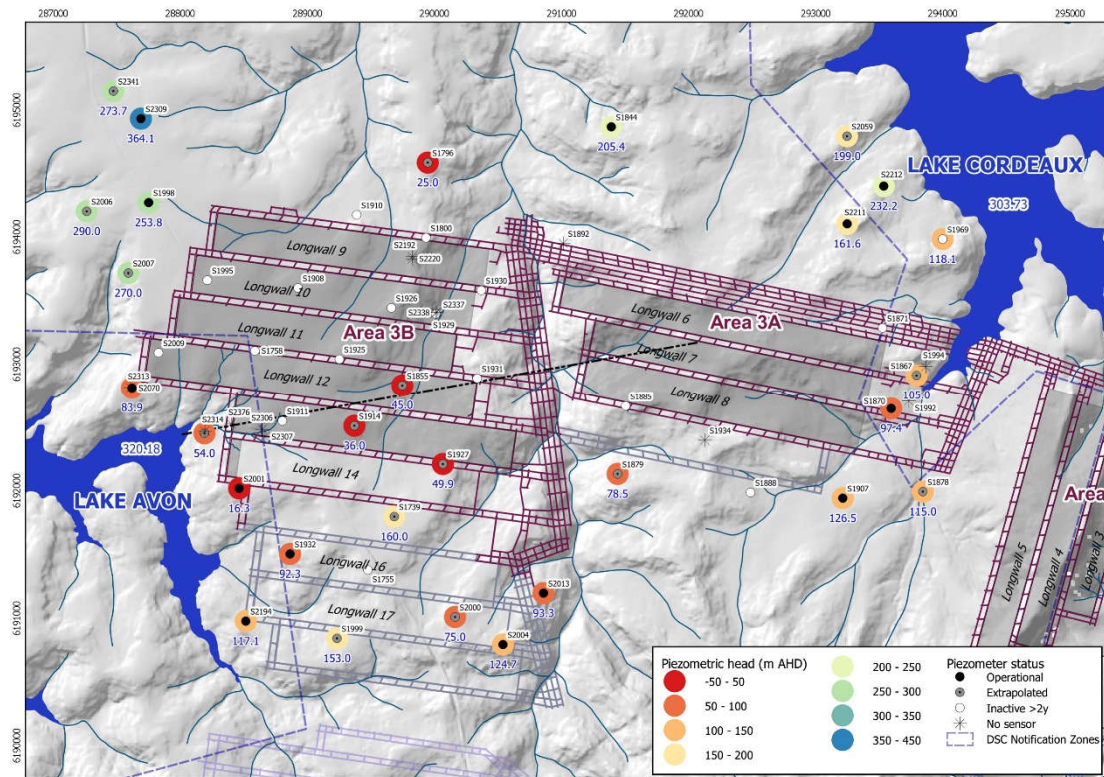 287000
288000
289000
290000
291000
292000
293000
294000
295000
6195000
6194000
6193000
6192000
6191000
6190000
S2341
273.7
S2309
364.1
S1844
205.4
S2059
199.0
LAKE CORDEAUX
303.73
S1796
25.0
S2212
232.2
S2006
290.0
S1998
253.8
S1910
S2211
161.6
S1969
118.1
S1800
S1892
Longwall 9
S2192
S2220
S2007
270.0
S1995
S1908
S1930
Longwall 10
S1926
S2337
S2338
S1929
Longwall 6
Area 3A
S1871
Longwall 11
Area 3B
Longwall 7
S2009
S1758
S1925
S1994
S1867
105.0
S1931
Longwall 12
S1855
45.0
S2313
S2070
83.9
Longwall 8
S1885
S1870
97.4
S1992
S2376
S2306
S1911
S2314
54.0
S2307
S1914
36.0
S1934
320.18
S1927
49.9
Longwall 14
S1879
78.5
S1888
S1907
126.5
S1878
115.0
Area
LAKE AVON
S2001
16.3
S1739
160.0
S1932
92.3
Longwall 16
S1755
S2013
93.3
Longwall 5
Longwall 4
Longwall 3
Longwall 17
S2194
117.1
S1999
153.0
S2000
75.0
S2004
124.7
Piezometric head (m AHD)
-50 - 50
50 - 100
100 - 150
150 - 200
200 - 250
250 - 300
300 - 350
350 - 450
Piezometer status
Operational
Extrapolated
Inactive >2y
No sensor
DSC Notification Zones